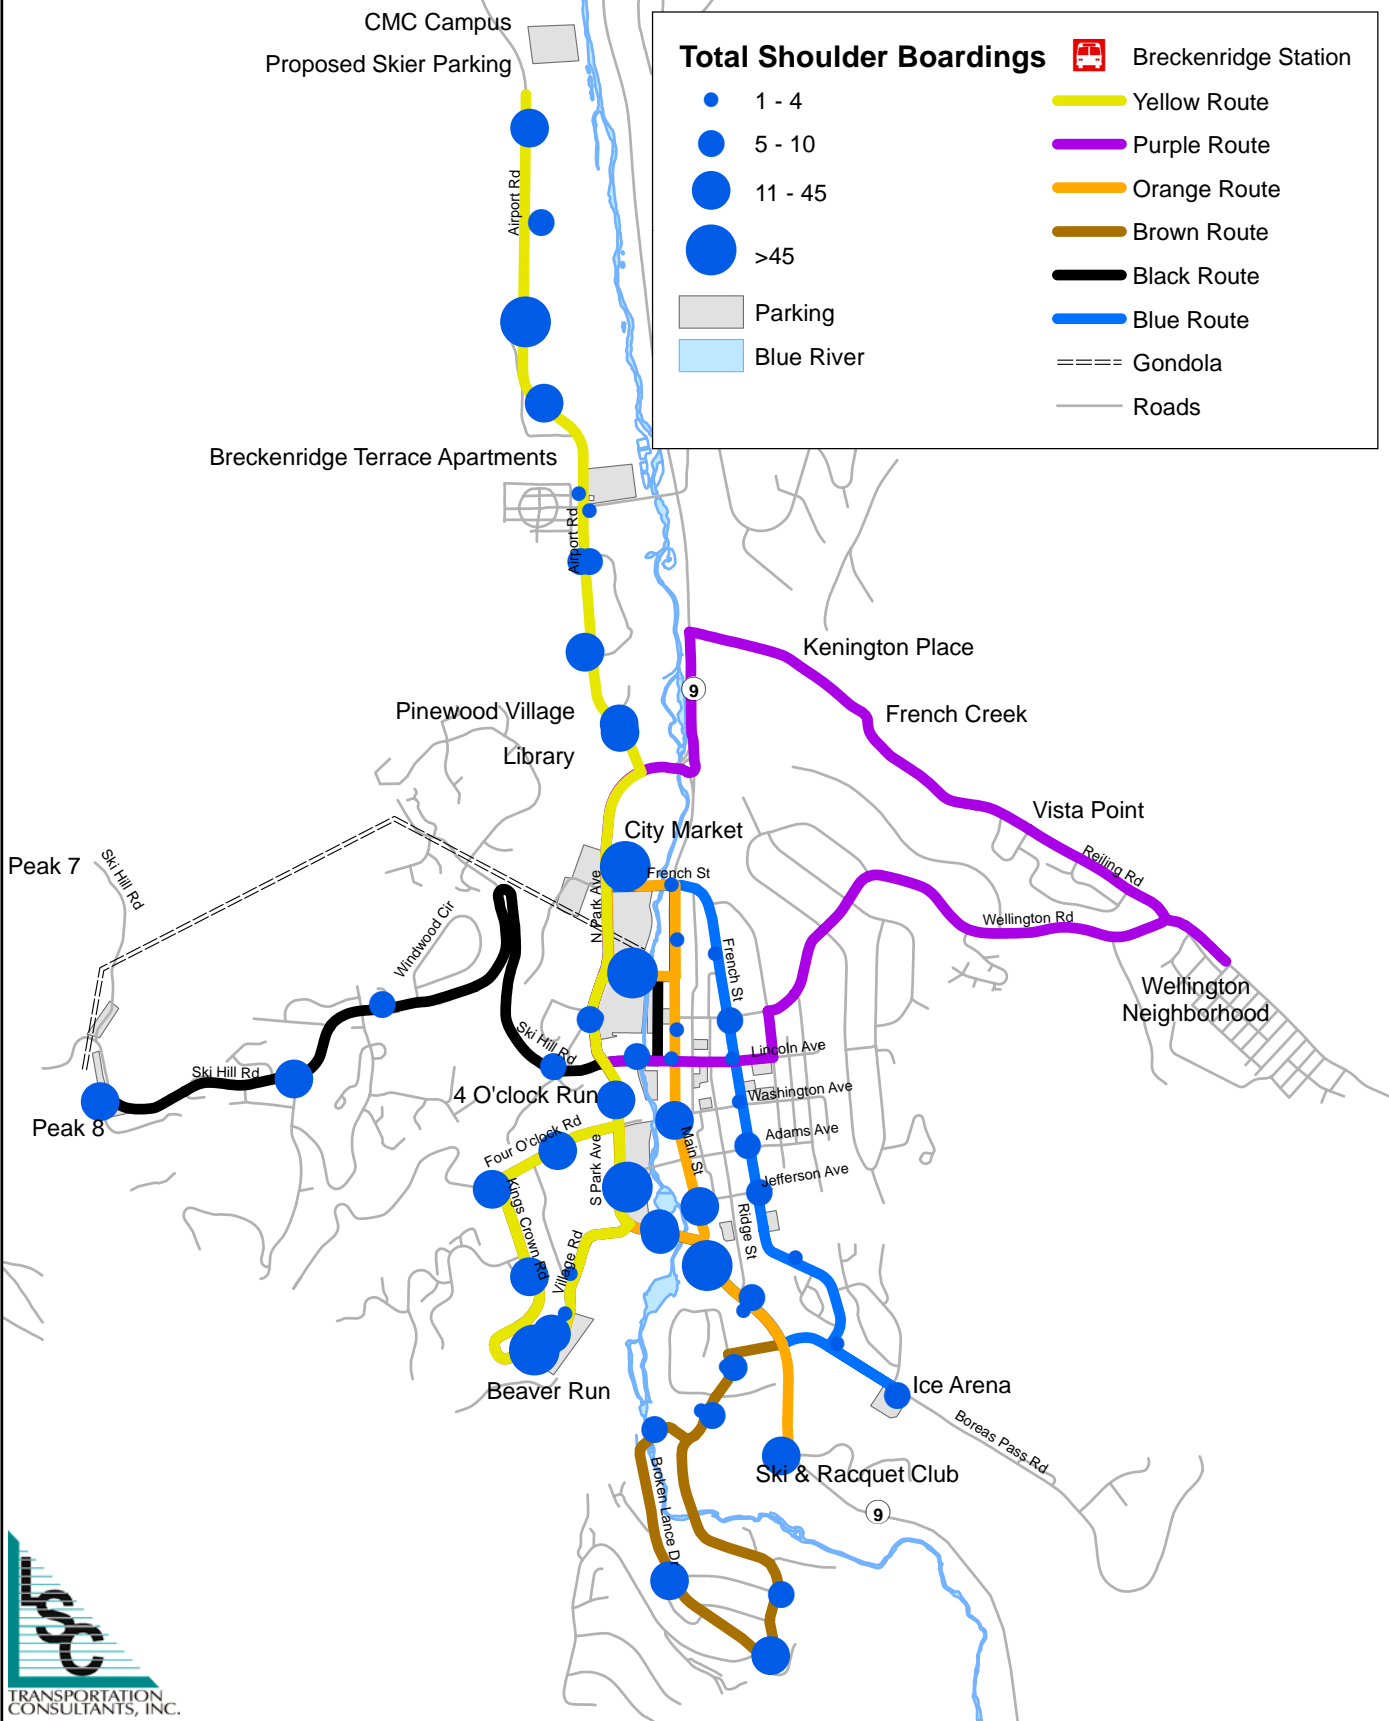 CMC Campus
Proposed Skier Parking
Total Shoulder Boardings
1 - 4
5 - 10
11 - 45
>45
Parking
Blue River
Breckenridge Station
Yellow Route
Purple Route
Orange Route
Brown Route
Black Route
Blue Route
Gondola
Roads
Airport Rd
Breckenridge Terrace Apartments
Airport Rd
Kenington Place
9
French Creek
Pinewood Village
Library
Vista Point
City Market
Reiling Rd
Peak 7
Ski Hill Rd
French St
N Park Ave
Windwood Cir
Wellington Rd
French St
Wellington
Neighborhood
Ski Hill Rd
Lincoln Ave
Ski Hill Rd
4 O'clock Run
Washington Ave
Peak 8
Four O'clock Rd
Adams Ave
Main St
S Park Ave
Jefferson Ave
Kings Crown Rd
Ridge St
Village Rd
Beaver Run
Ice Arena
Boreas Pass Rd
Ski & Racquet Club
Broken Lance Dr
9
LSC
TRANSPORTATION
CONSULTANTS, INC.